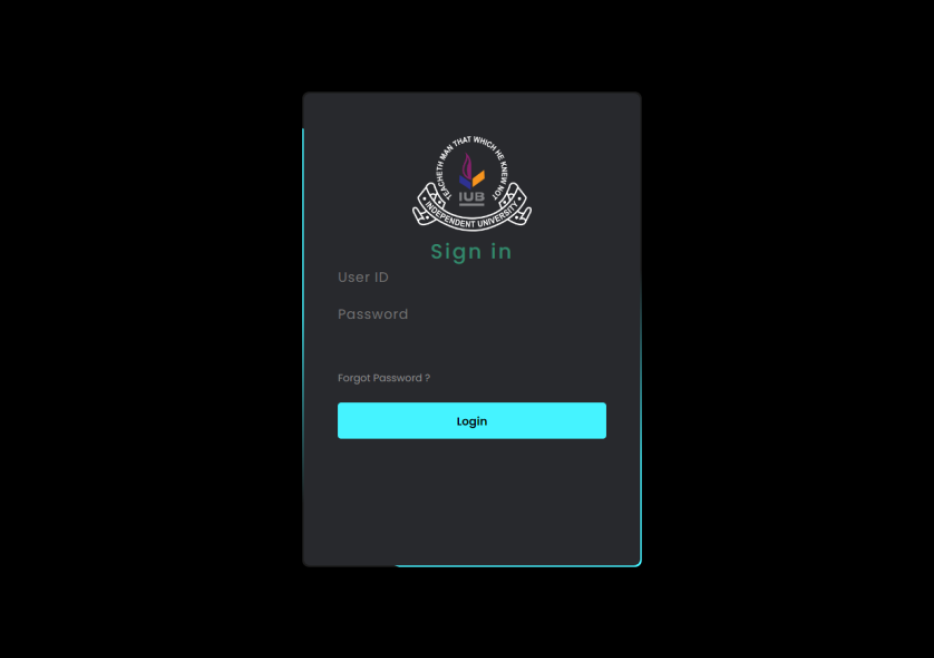 TEACHETH MAN THAT WHICH HE KNEW NOT
IUB
INDEPENDENT UNIVERSITY
Sign in
User ID
Password
Forgot Password ?
Login